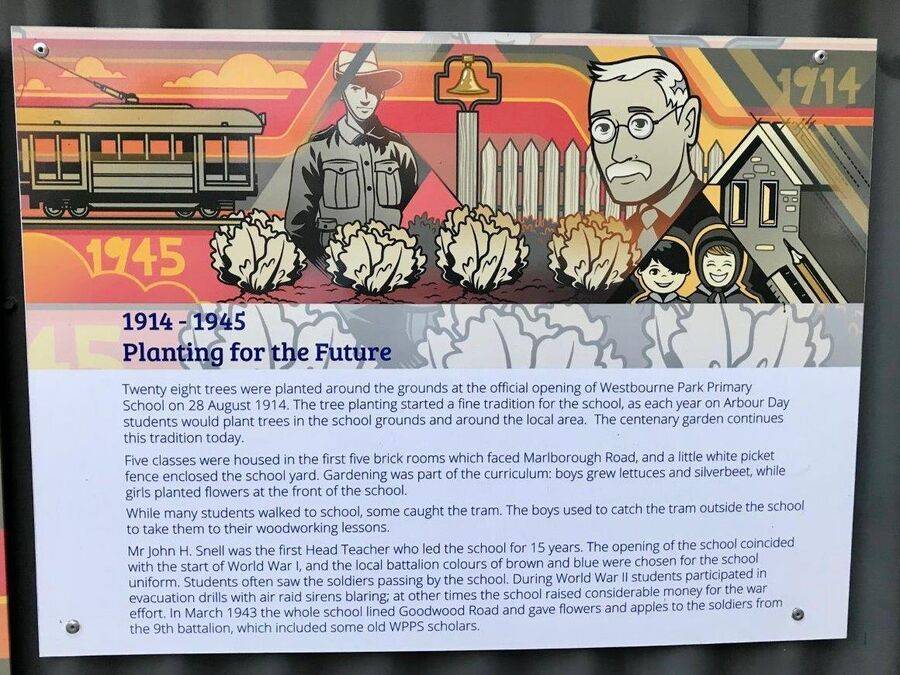 1914
1945
1914 - 1945
Planting for the Future
Twenty eight trees were planted around the grounds at the official opening of Westbourne Park Primary
School on 28 August 1914. The tree planting started a fine tradition for the school, as each year on Arbour Day
students would plant trees in the school grounds and around the local area. The centenary garden continues
this tradition today.
Five classes were housed in the first five brick rooms which faced Marlborough Road, and a little white picket
fence enclosed the school yard. Gardening was part of the curriculum: boys grew lettuces and silverbeet, while
girls planted flowers at the front of the school.
While many students walked to school, some caught the tram. The boys used to catch the tram outside the school
to take them to their woodworking lessons.
Mr John H. Snell was the first Head Teacher who led the school for 15 years. The opening of the school coincided
with the start of World War I, and the local battalion colours of brown and blue were chosen for the school
uniform. Students often saw the soldiers passing by the school. During World War II students participated in
evacuation drills with air raid sirens blaring; at other times the school raised considerable money for the war
effort. In March 1943 the whole school lined Goodwood Road and gave flowers and apples to the soldiers from
the 9th battalion, which included some old WPPS scholars.